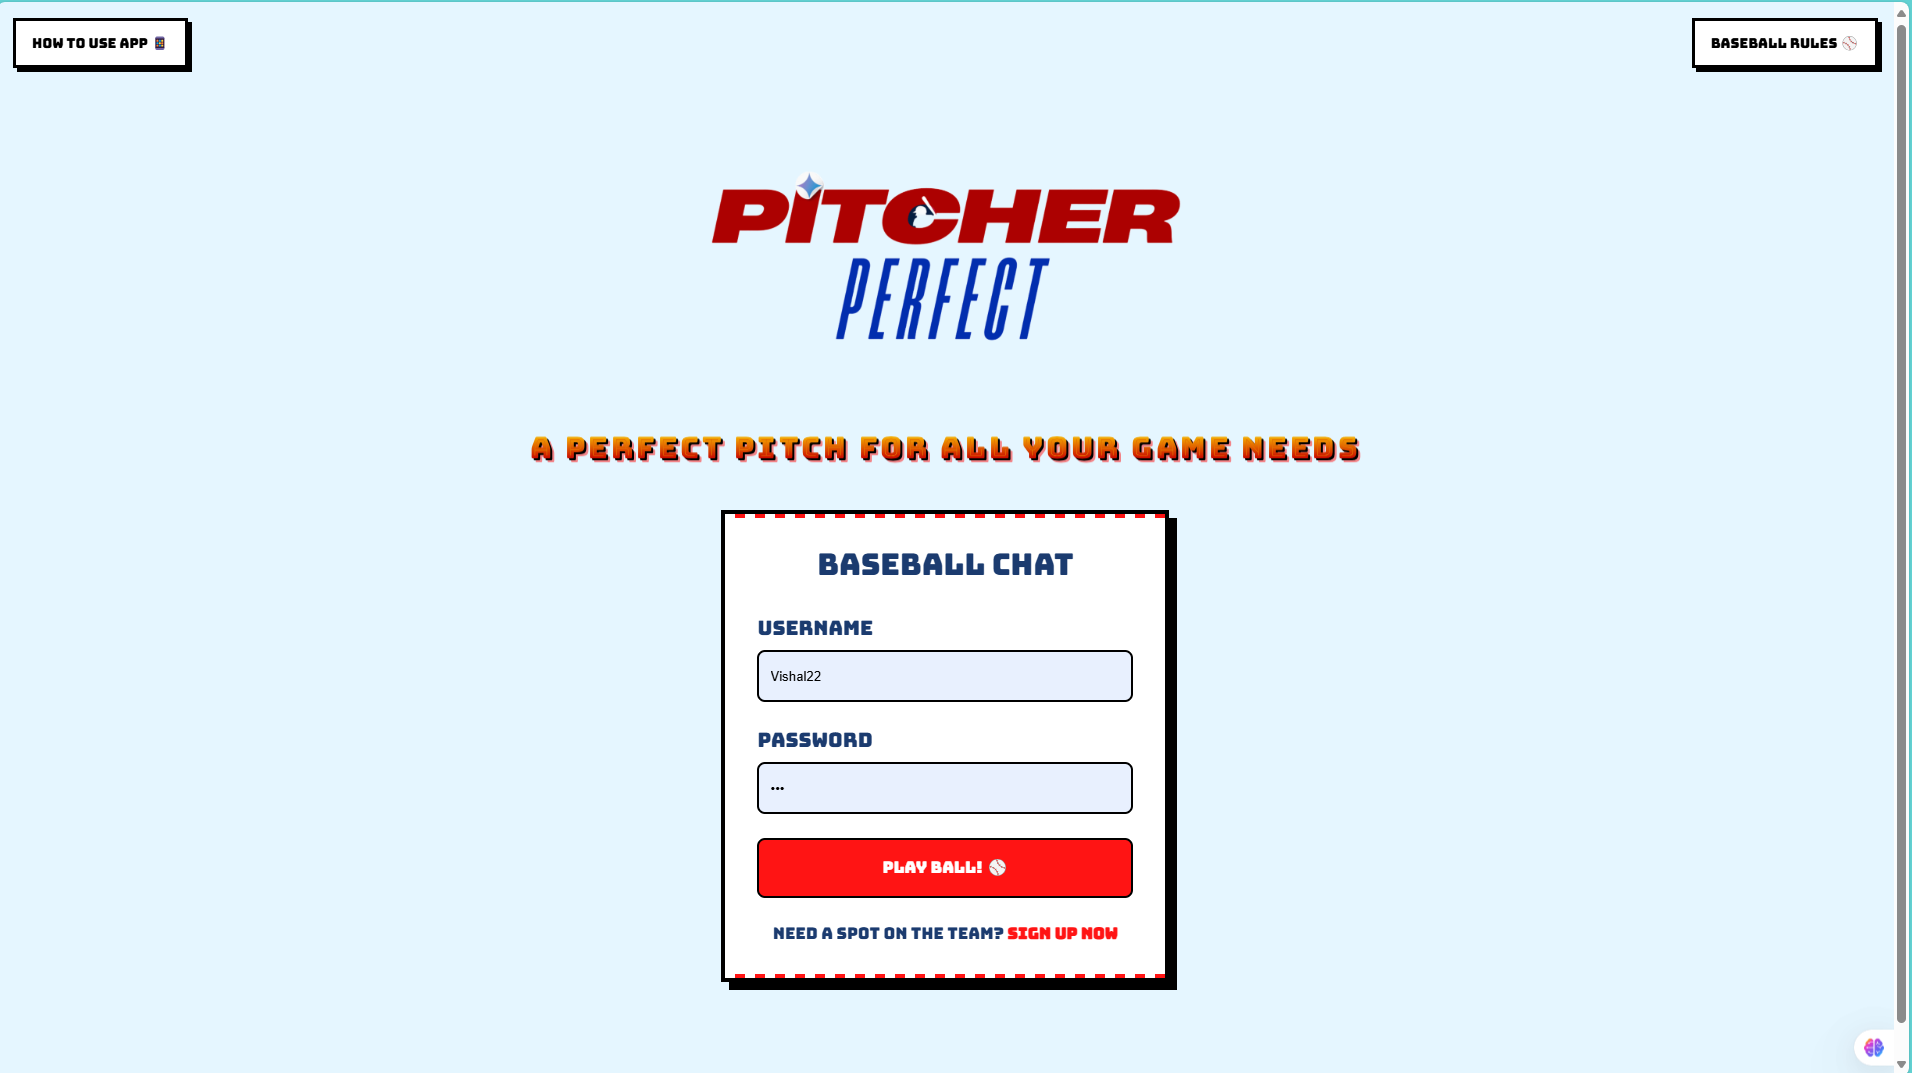 HOW TO USE APP
BASEBALL RULES
PITCHER
PERFECT
A PERFECT PITCH FOR ALL YOUR GAME NEEDS
BASEBALL CHAT
USERNAME
Vishal22
PASSWORD
•••
PLAY BALL!
NEED A SPOT ON THE TEAM? SIGN UP NOW